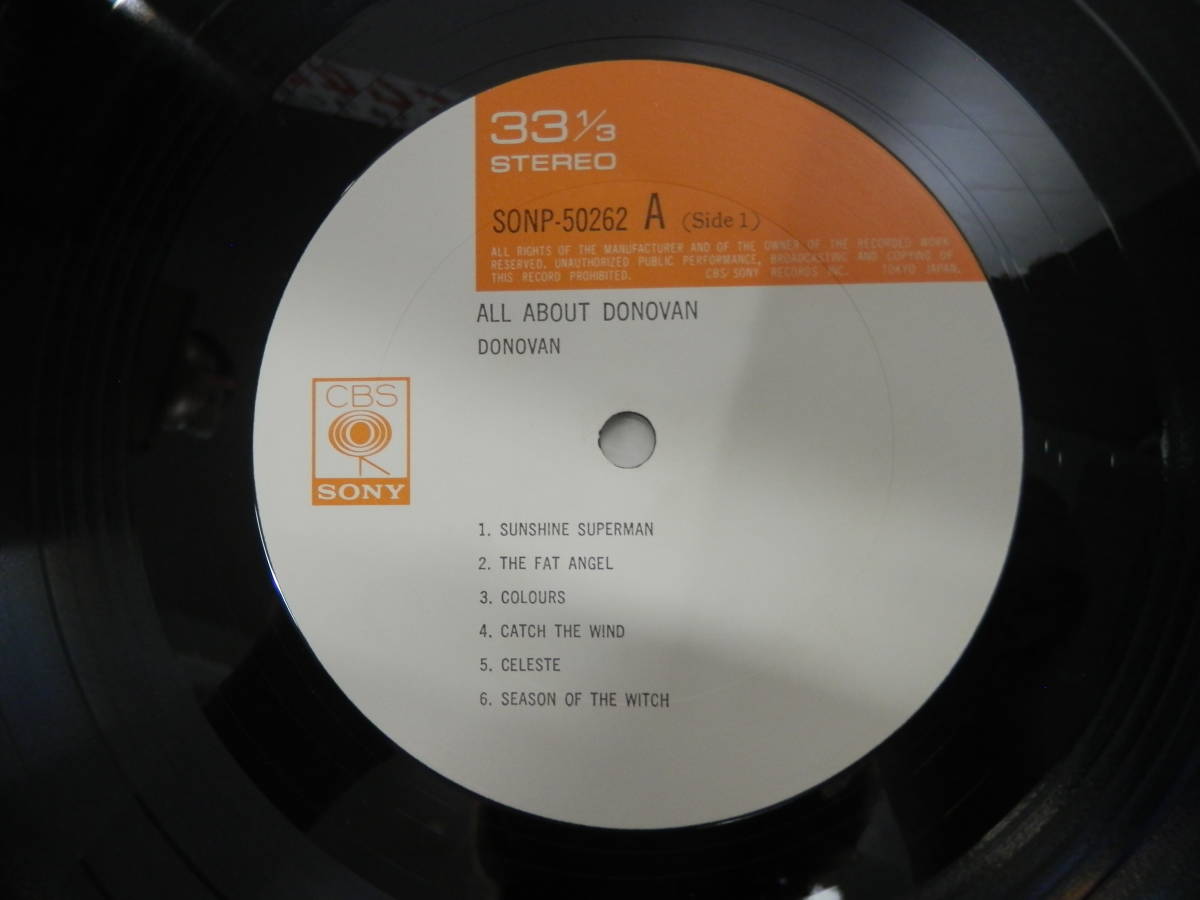 33 1/3
STEREO
SONP-50262 A (Side 1)
ALL RIGHTS OF THE MANUFACTURER AND OF THE OWNER OF THE RECORDED WORK
RESERVED. UNAUTHORIZED PUBLIC PERFORMANCE, BROADCASTING AND COPYING OF
THIS RECORD PROHIBITED. CBS/SONY RECORDS INC. TOKYO JAPAN.
ALL ABOUT DONOVAN
DONOVAN
CBS
SONY
1. SUNSHINE SUPERMAN
2. THE FAT ANGEL
3. COLOURS
4. CATCH THE WIND
5. CELESTE
6. SEASON OF THE WITCH